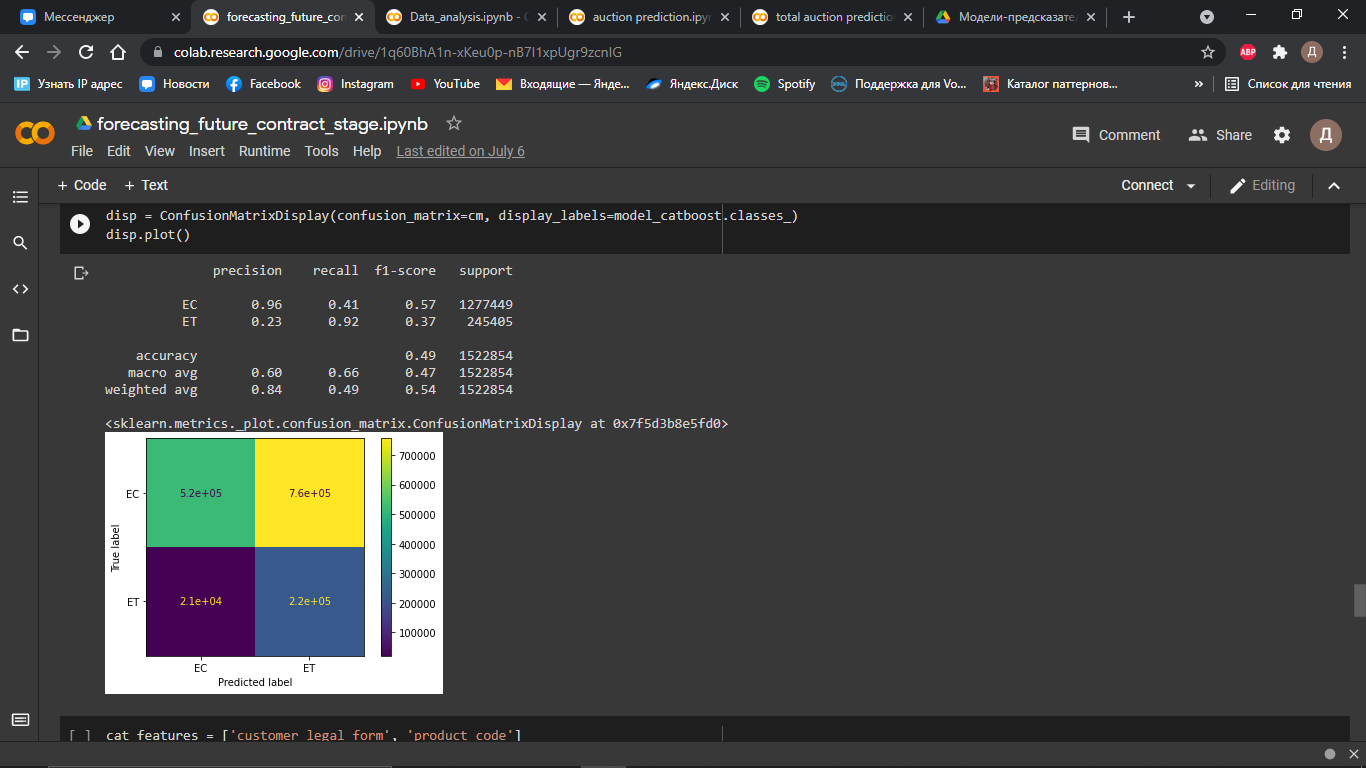 Мессенджер
forecasting_future_con
Data_analysis.ipynb - C
auction prediction.ipyn
total auction prediction
Модели-предсказател
colab.research.google.com/drive/1q60BhA1n-xKeu0p-nB7I1xpUgr9zcnIG
ABP
Д
IP Узнать IP адрес
Новости
Facebook
Instagram
YouTube
Входящие — Янде...
Яндекс.Диск
Spotify
Поддержка для Vo...
Каталог паттернов...
»
Список для чтения
forecasting_future_contract_stage.ipynb
Comment
Share
Д
File Edit View Insert Runtime Tools Help Last edited on July 6
+ Code + Text
Connect
Editing
disp = ConfusionMatrixDisplay(confusion_matrix=cm, display_labels=model_catboost.classes_)
disp.plot()
precision recall f1-score support
EC 0.96 0.41 0.57 1277449
ET 0.23 0.92 0.37 245405
accuracy 0.49 1522854
macro avg 0.60 0.66 0.47 1522854
weighted avg 0.84 0.49 0.54 1522854
<sklearn.metrics._plot.confusion_matrix.ConfusionMatrixDisplay at 0x7f5d3b8e5fd0>
EC
5.2e+05
7.6e+05
True label
ET
2.1e+04
2.2e+05
EC
ET
Predicted label
700000
600000
500000
400000
300000
200000
100000
[ ] cat_features = ['customer_legal_form', 'product_code']